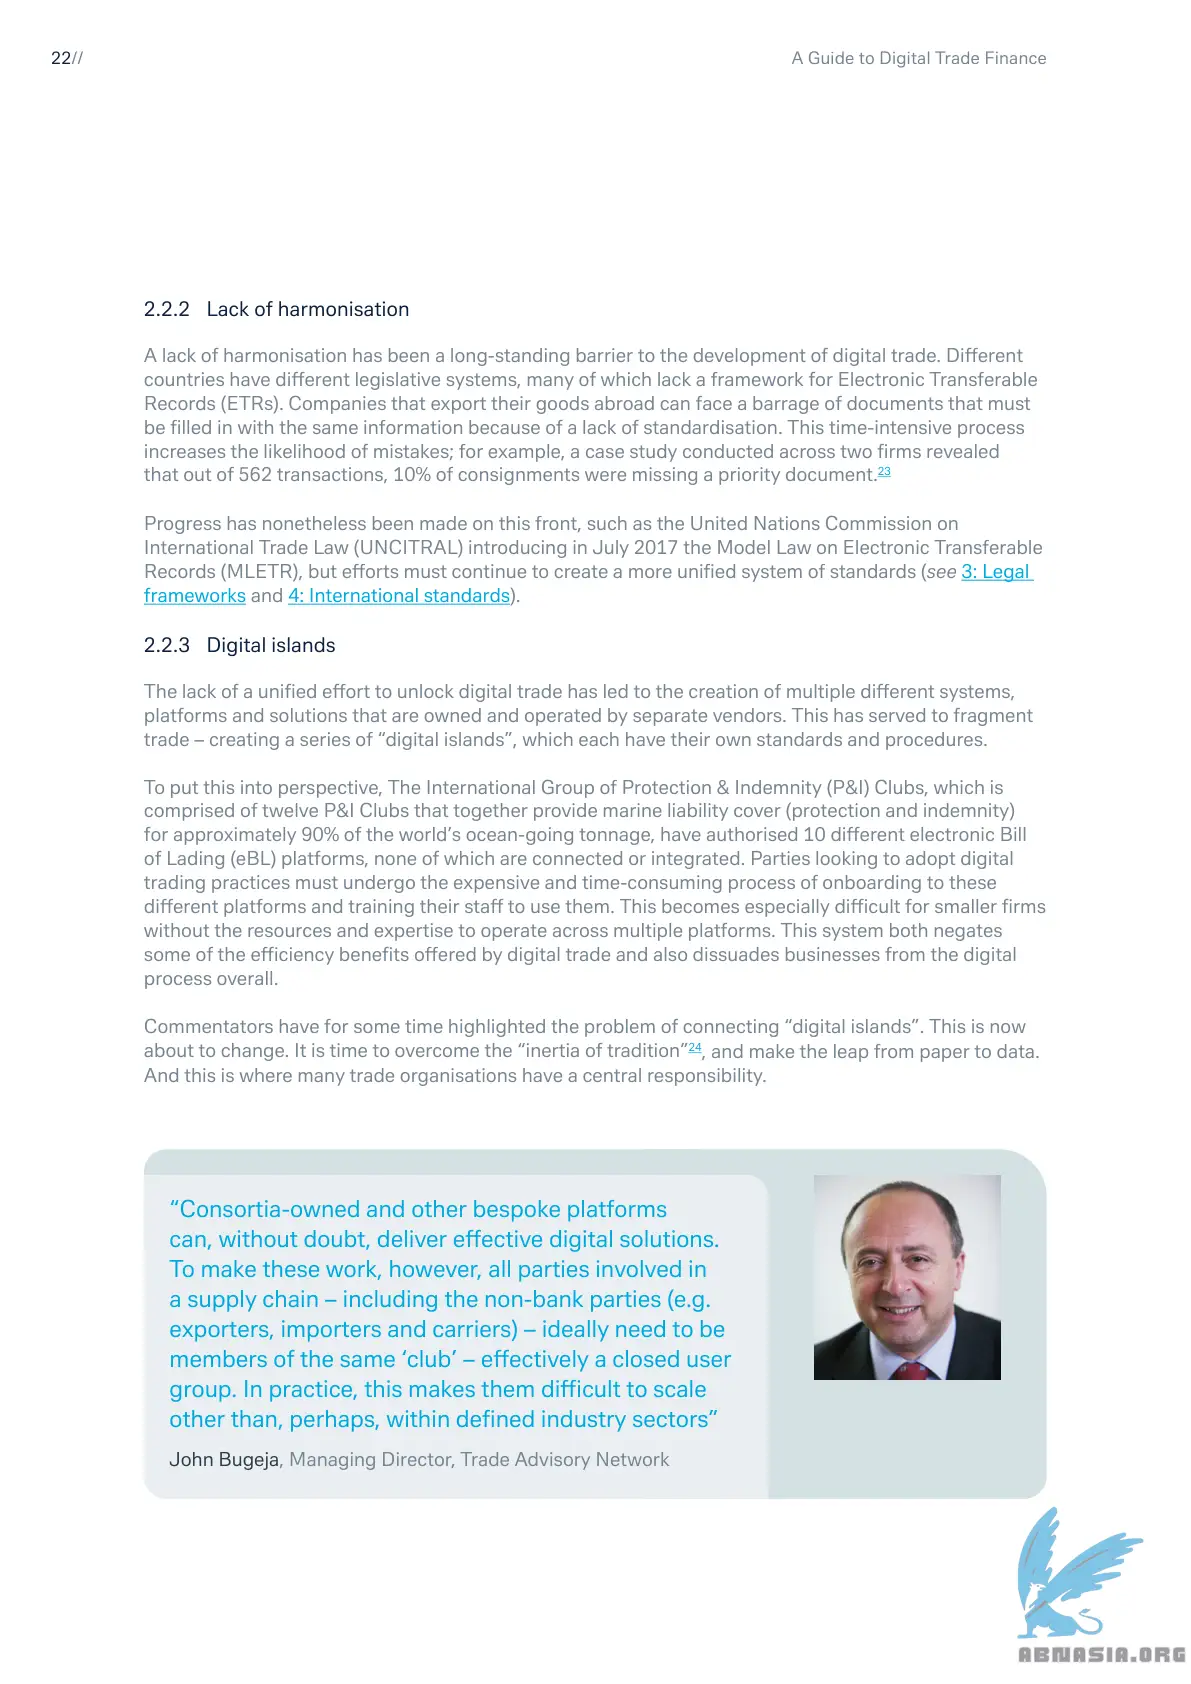 22//
A Guide to Digital Trade Finance
2.2.2 Lack of harmonisation
A lack of harmonisation has been a long-standing barrier to the development of digital trade. Different
countries have different legislative systems, many of which lack a framework for Electronic Transferable
Records (ETRs). Companies that export their goods abroad can face a barrage of documents that must
be filled in with the same information because of a lack of standardisation. This time-intensive process
increases the likelihood of mistakes; for example, a case study conducted across two firms revealed
that out of 562 transactions, 10% of consignments were missing a priority document.23
Progress has nonetheless been made on this front, such as the United Nations Commission on
International Trade Law (UNCITRAL) introducing in July 2017 the Model Law on Electronic Transferable
Records (MLETR), but efforts must continue to create a more unified system of standards (see 3: Legal
frameworks and 4: International standards).
2.2.3 Digital islands
The lack of a unified effort to unlock digital trade has led to the creation of multiple different systems,
platforms and solutions that are owned and operated by separate vendors. This has served to fragment
trade – creating a series of “digital islands”, which each have their own standards and procedures.
To put this into perspective, The International Group of Protection & Indemnity (P&I) Clubs, which is
comprised of twelve P&I Clubs that together provide marine liability cover (protection and indemnity)
for approximately 90% of the world’s ocean-going tonnage, have authorised 10 different electronic Bill
of Lading (eBL) platforms, none of which are connected or integrated. Parties looking to adopt digital
trading practices must undergo the expensive and time-consuming process of onboarding to these
different platforms and training their staff to use them. This becomes especially difficult for smaller firms
without the resources and expertise to operate across multiple platforms. This system both negates
some of the efficiency benefits offered by digital trade and also dissuades businesses from the digital
process overall.
Commentators have for some time highlighted the problem of connecting “digital islands”. This is now
about to change. It is time to overcome the “inertia of tradition”24, and make the leap from paper to data.
And this is where many trade organisations have a central responsibility.
“Consortia-owned and other bespoke platforms
can, without doubt, deliver effective digital solutions.
To make these work, however, all parties involved in
a supply chain – including the non-bank parties (e.g.
exporters, importers and carriers) – ideally need to be
members of the same ‘club’ – effectively a closed user
group. In practice, this makes them difficult to scale
other than, perhaps, within defined industry sectors”
John Bugeja, Managing Director, Trade Advisory Network
ABNASIA.ORG